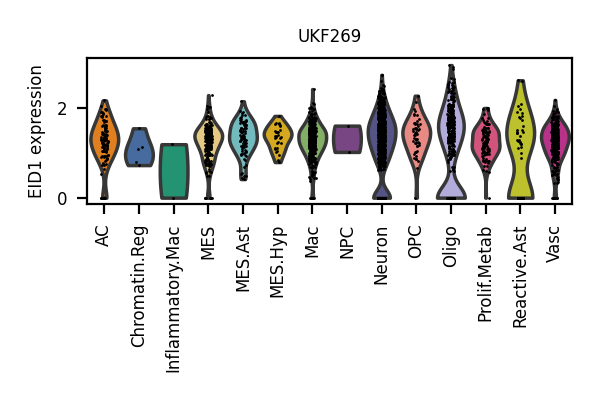 UKF269
EID1 expression
2
0
AC
Chromatin.Reg
Inflammatory.Mac
MES
MES.Ast
MES.Hyp
Mac
NPC
Neuron
OPC
Oligo
Prolif.Metab
Reactive.Ast
Vasc